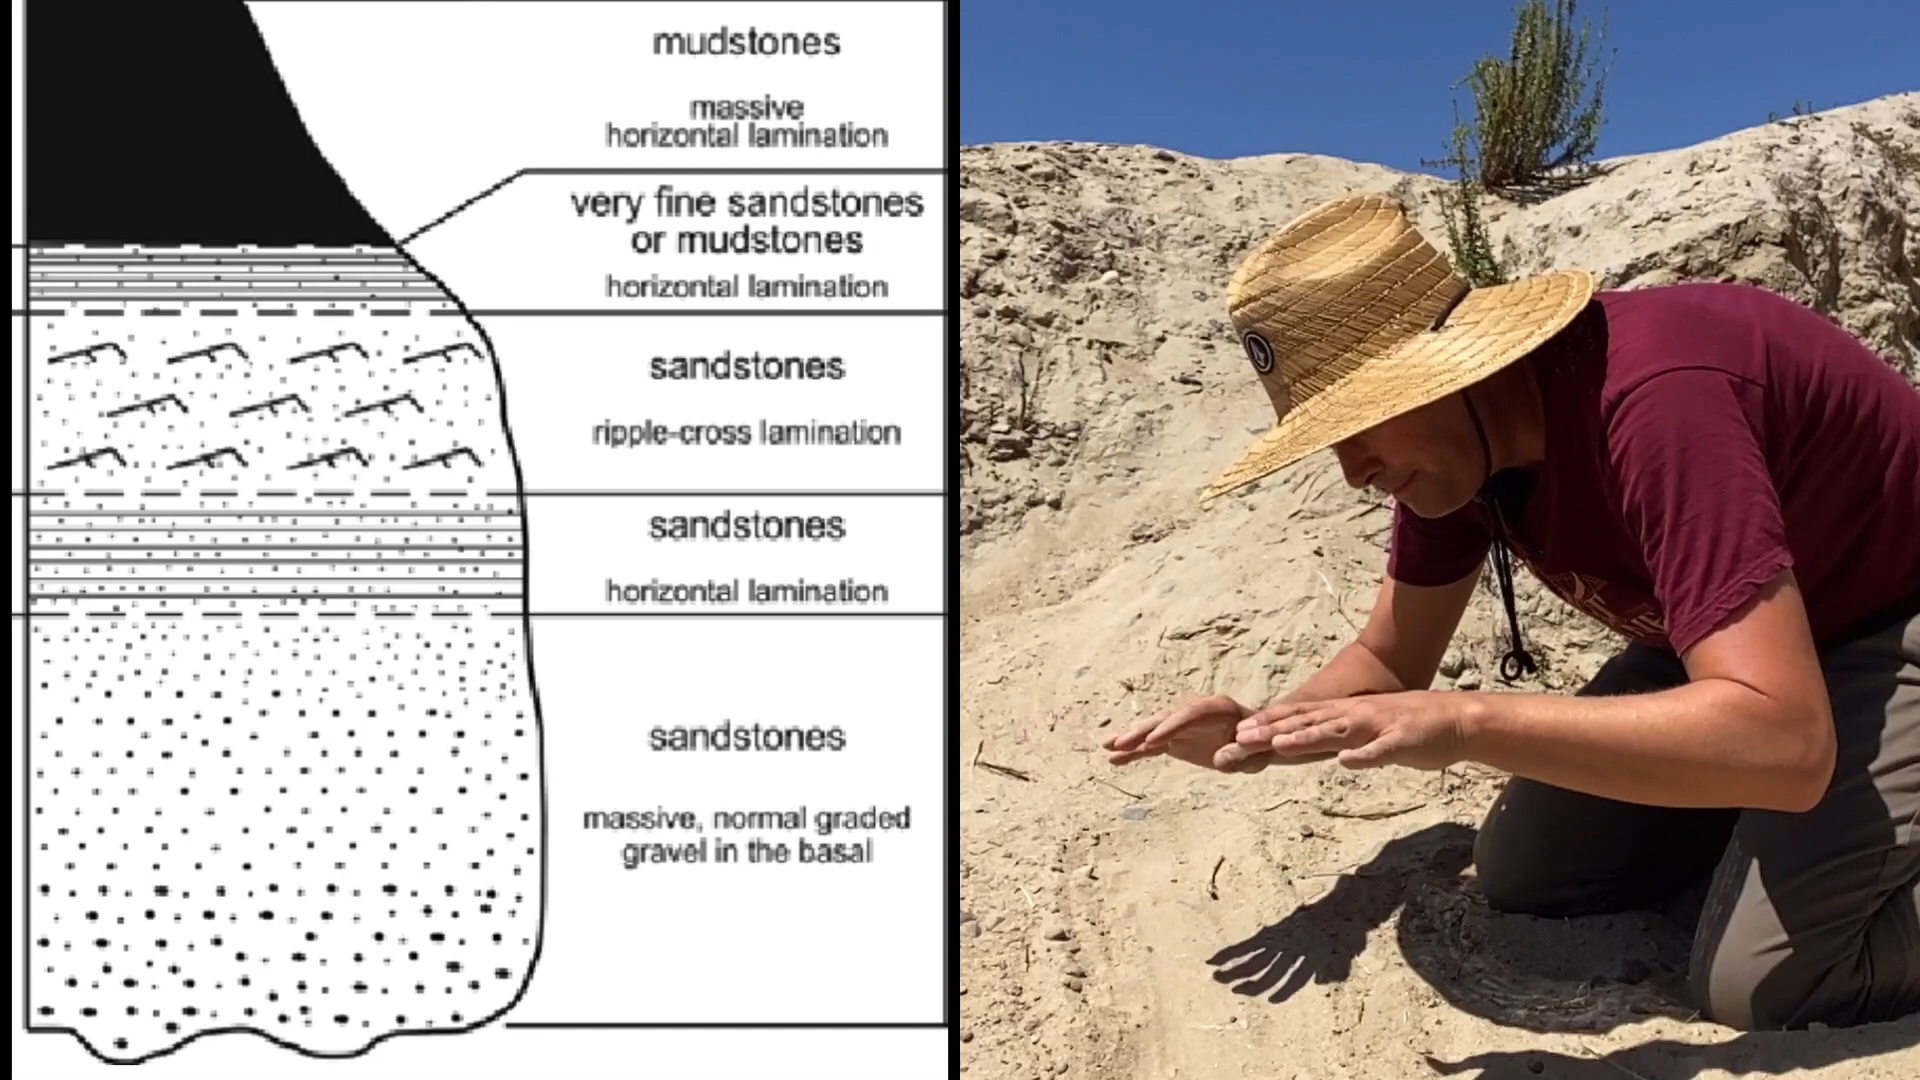 mudstones
massive
horizontal lamination
very fine sandstones
or mudstones
horizontal lamination
sandstones
ripple-cross lamination
sandstones
horizontal lamination
sandstones
massive, normal graded
gravel in the basal